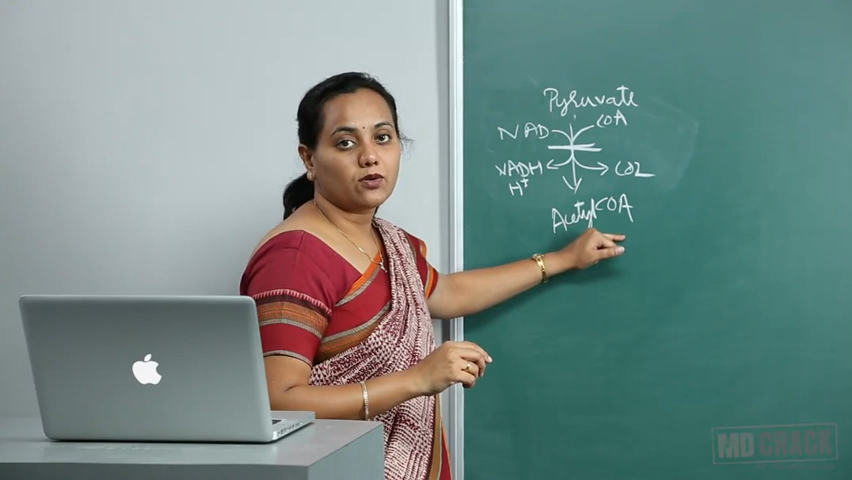 Pyruvate
NAD COA
NADH CO2
H+
Acetyl COA
MD CRACK